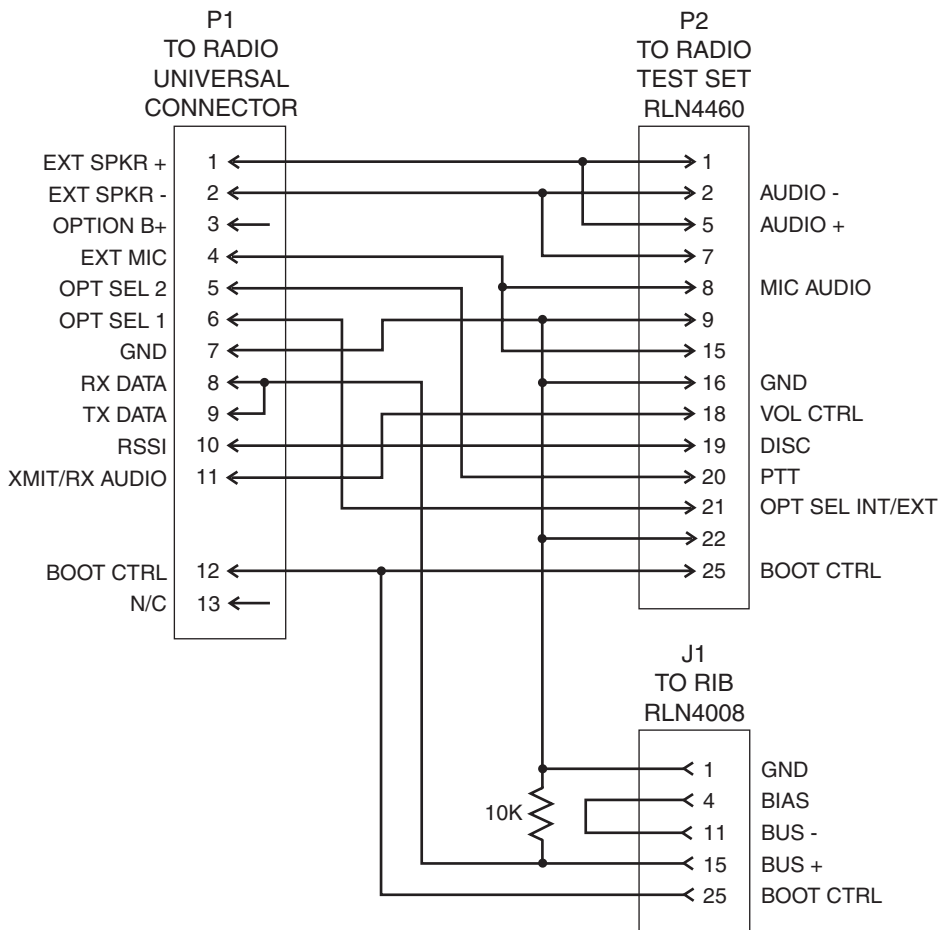 P1
TO RADIO
UNIVERSAL
CONNECTOR
EXT SPKR + 1
EXT SPKR - 2
OPTION B+ 3
EXT MIC 4
OPT SEL 2 5
OPT SEL 1 6
GND 7
RX DATA 8
TX DATA 9
RSSI 10
XMIT/RX AUDIO 11
BOOT CTRL 12
N/C 13
P2
TO RADIO
TEST SET
RLN4460
1
2 AUDIO -
5 AUDIO +
7
8 MIC AUDIO
9
15
16 GND
18 VOL CTRL
19 DISC
20 PTT
21 OPT SEL INT/EXT
22
25 BOOT CTRL
J1
TO RIB
RLN4008
1 GND
4 BIAS
11 BUS -
15 BUS +
25 BOOT CTRL
10K